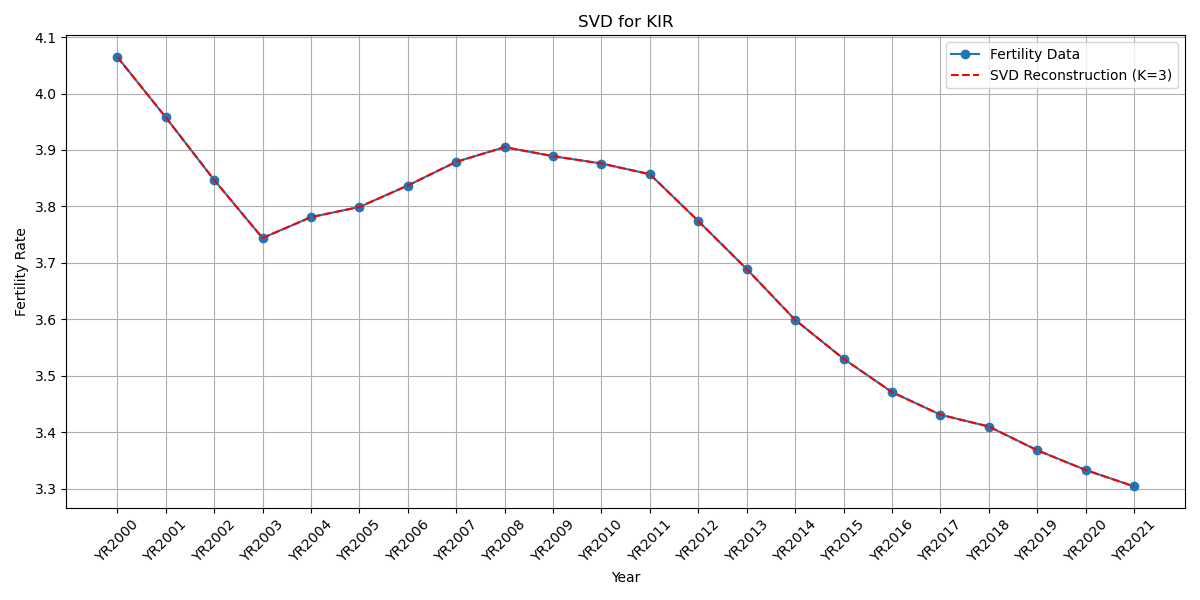 SVD for KIR
Fertility Data
SVD Reconstruction (K=3)
Fertility Rate
4.1
4.0
3.9
3.8
3.7
3.6
3.5
3.4
3.3
YR2000
YR2001
YR2002
YR2003
YR2004
YR2005
YR2006
YR2007
YR2008
YR2009
YR2010
YR2011
YR2012
YR2013
YR2014
YR2015
YR2016
YR2017
YR2018
YR2019
YR2020
YR2021
Year